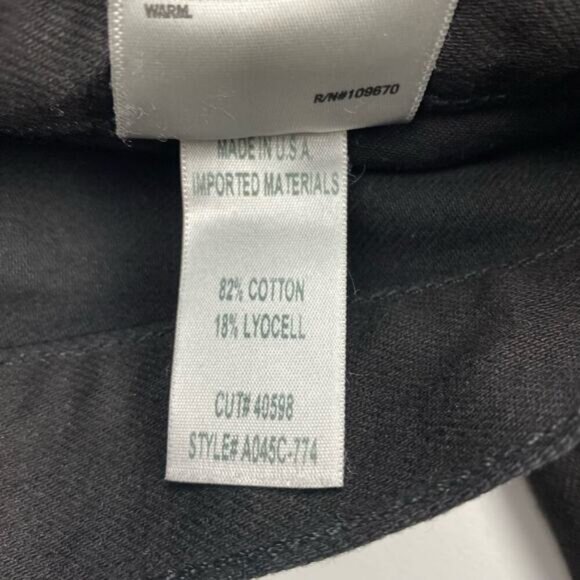 WARM.
R/N#109670
MADE IN U.S.A.
IMPORTED MATERIALS
82% COTTON
18% LYOCELL
CUT# 40598
STYLE# A045C-774